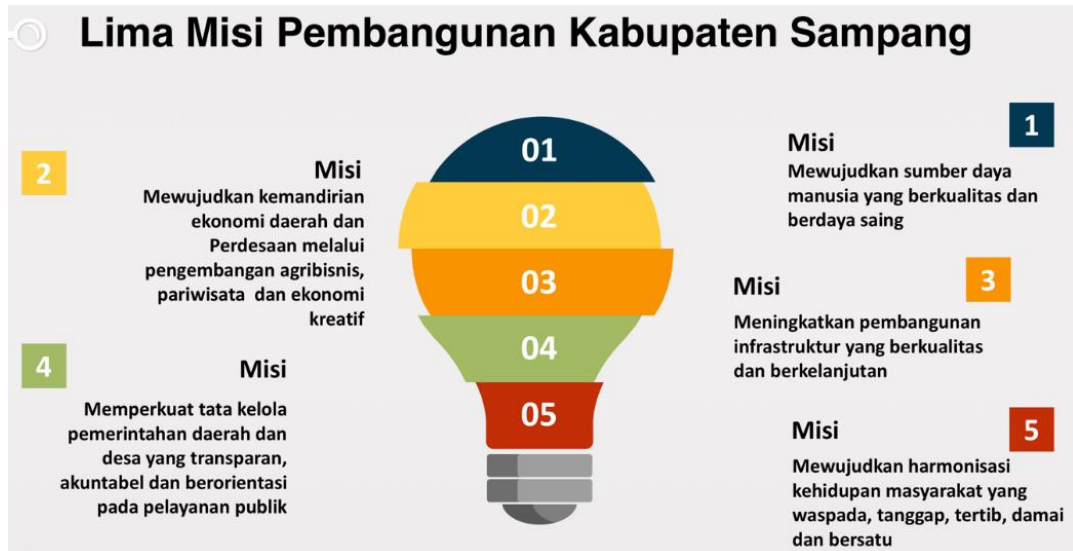 Lima Misi Pembangunan Kabupaten Sampang
1
Misi
Mewujudkan sumber daya
manusia yang berkualitas dan
berdaya saing
2
Misi
Mewujudkan kemandirian
ekonomi daerah dan
Perdesaan melalui
pengembangan agribisnis,
pariwisata dan ekonomi
kreatif
3
Misi
Meningkatkan pembangunan
infrastruktur yang berkualitas
dan berkelanjutan
4
Misi
Memperkuat tata kelola
pemerintahan daerah dan
desa yang transparan,
akuntabel dan berorientasi
pada pelayanan publik
5
Misi
Mewujudkan harmonisasi
kehidupan masyarakat yang
waspada, tanggap, tertib, damai
dan bersatu
01
02
03
04
05